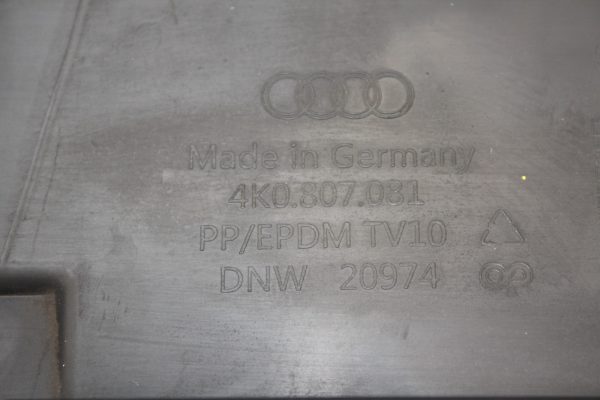 Made in Germany
4K0.807.081
PP/EPDM TV10
DNW 20974